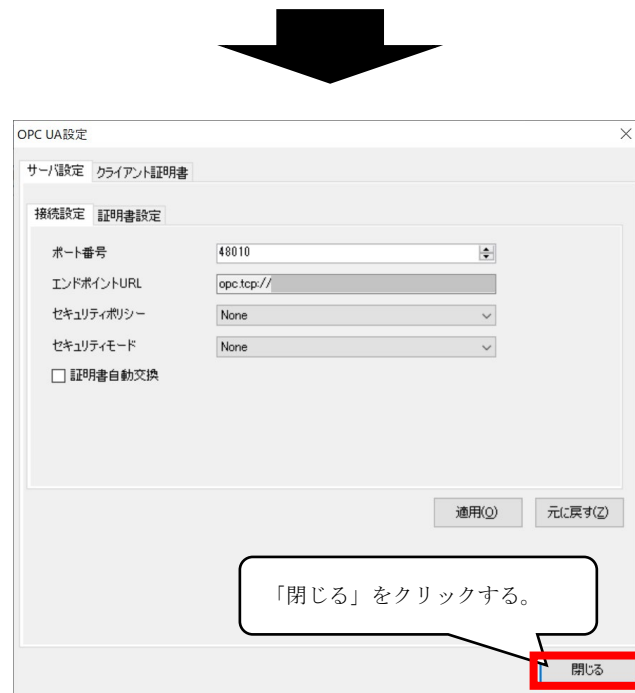 OPC UA設定
サーバ設定 クライアント証明書
接続設定 証明書設定
ポート番号 48010
エンドポイントURL opc.tcp://
セキュリティポリシー None
セキュリティモード None
証明書自動交換
適用(O) 元に戻す(Z)
「閉じる」をクリックする。
閉じる